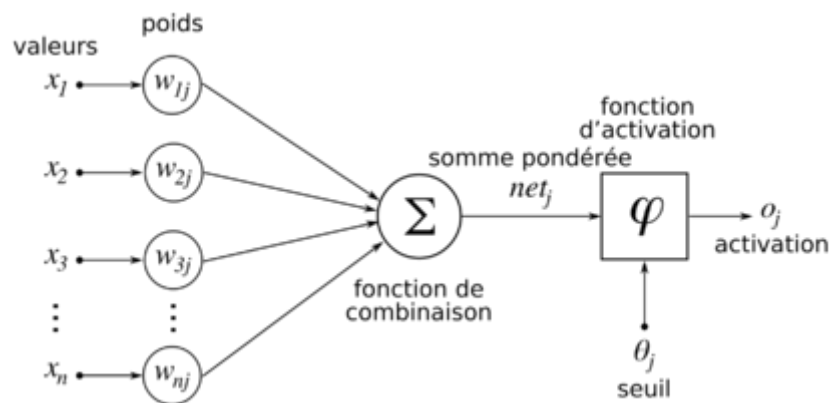 valeurs
poids
x₁
w₁ⱼ
x₂
w₂ⱼ
x₃
w₃ⱼ
⋮
⋮
xₙ
wₙⱼ
Σ
fonction de
combinaison
somme pondérée
netⱼ
fonction
d'activation
φ
oⱼ
activation
θⱼ
seuil